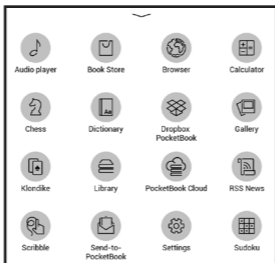 Audio player Book Store Browser Calculator
Aa
Chess Dictionary Dropbox PocketBook Gallery
Klondike Library PocketBook Cloud RSS News
Scribble Send-to-PocketBook Settings Sudoku